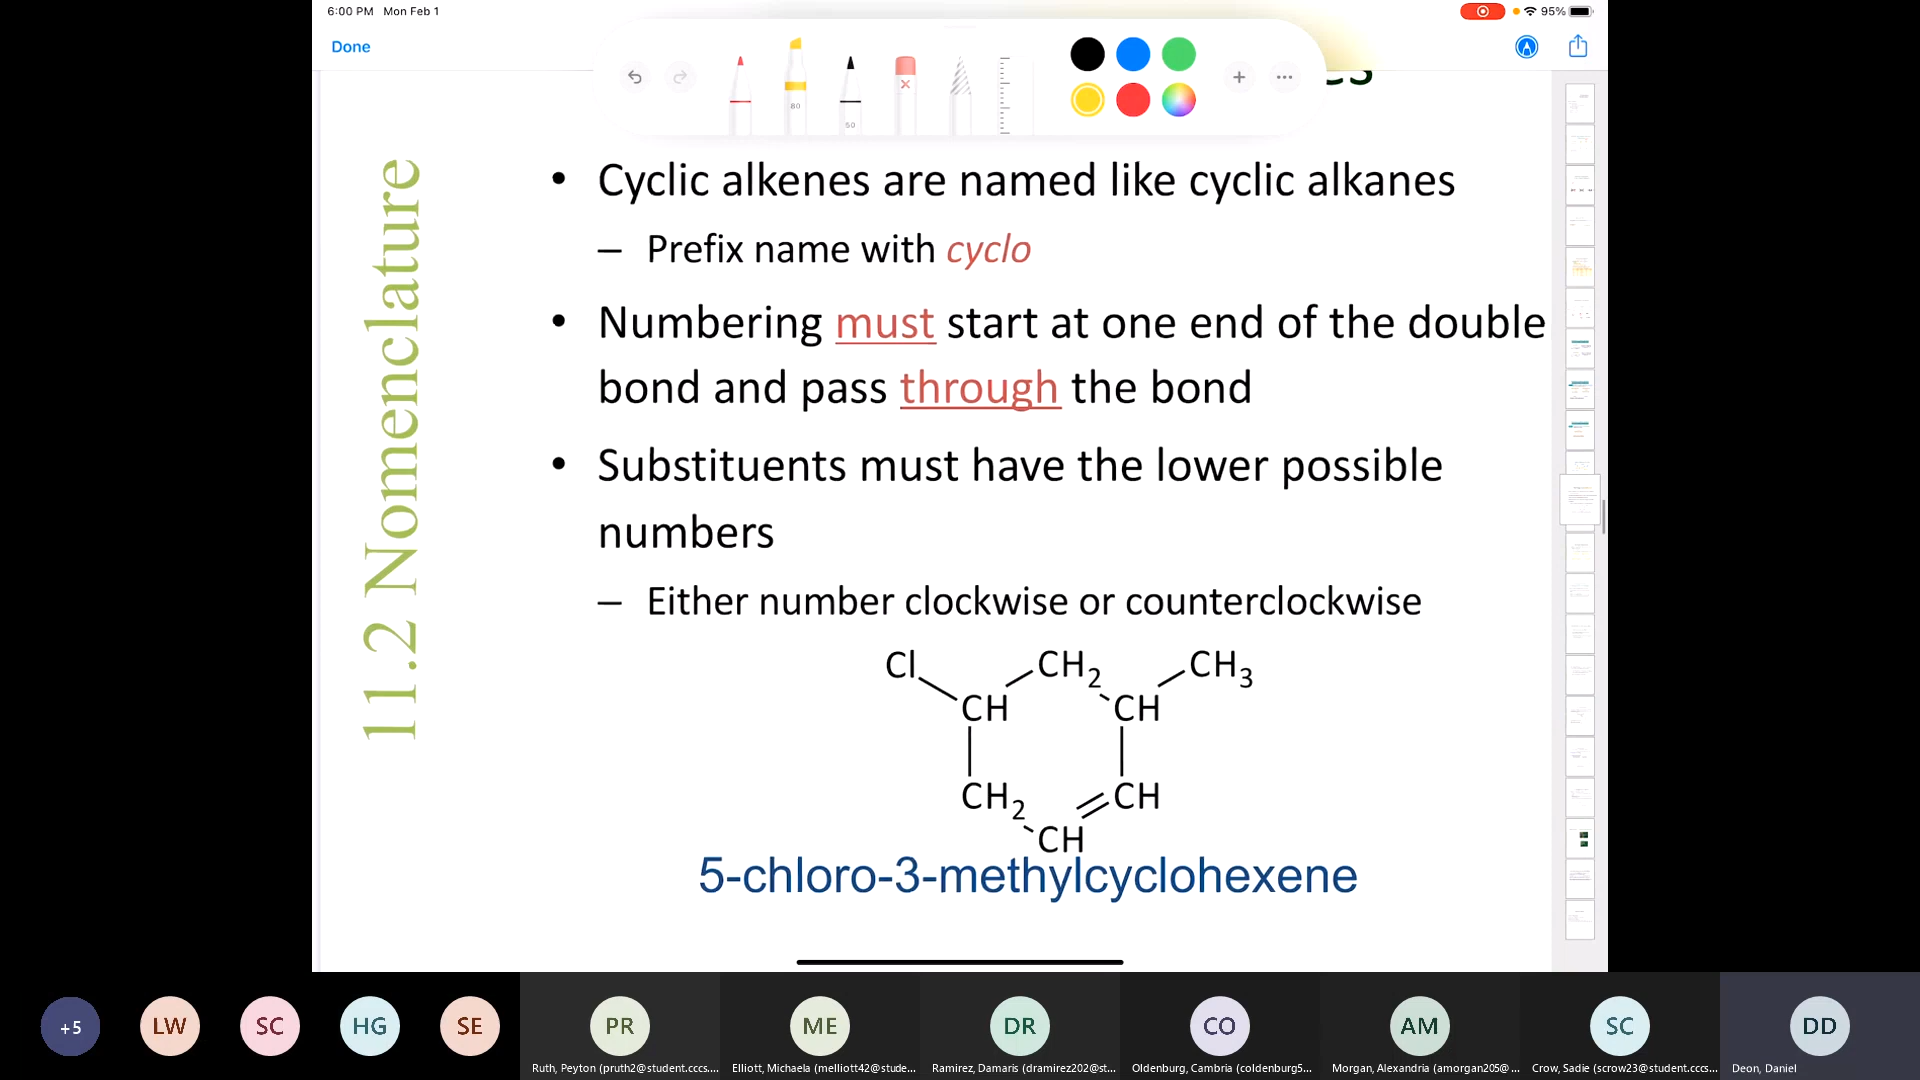 6:00 PM Mon Feb 1
95%
Done
80
50
11.2 Nomenclature
• Cyclic alkenes are named like cyclic alkanes
– Prefix name with cyclo
• Numbering must start at one end of the double
bond and pass through the bond
• Substituents must have the lower possible
numbers
– Either number clockwise or counterclockwise
Cl CH2 CH3
CH CH
CH2 CH
CH
5-chloro-3-methylcyclohexene
+5 LW SC HG SE PR ME DR CO AM SC DD
Ruth, Peyton (pruth2@student.cccs.... Elliott, Michaela (melliott42@stude... Ramirez, Damaris (dramirez202@st... Oldenburg, Cambria (coldenburg5... Morgan, Alexandria (amorgan205@... Crow, Sadie (scrow23@student.cccs... Deon, Daniel